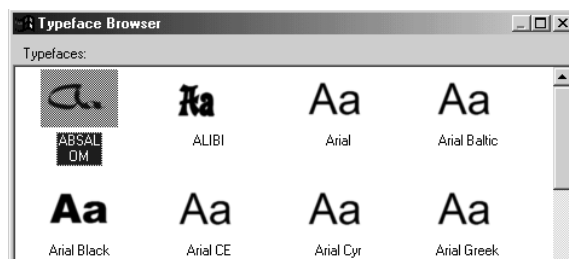 Typeface Browser
Typefaces:
a. Aa Aa Aa
ABSAL
OM
ALIBI Arial Arial Baltic
Aa Aa Aa Aa
Arial Black Arial CE Arial Cyr Arial Greek